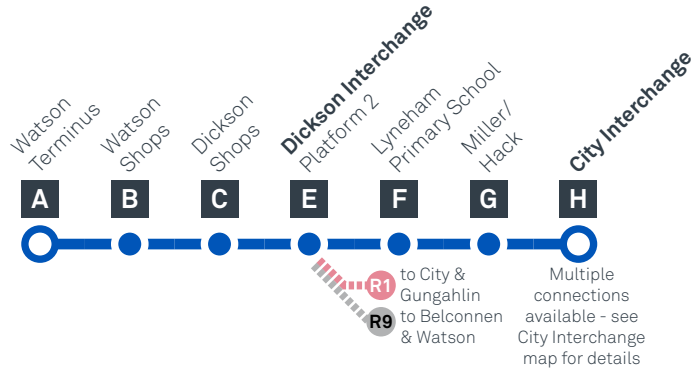 Watson
Terminus
Watson
Shops
Dickson
Shops
Dickson Interchange
Platform 2
Lyneham
Primary School
Miller/
Hack
City Interchange
A
B
C
E
F
G
H
R1
to City &
Gungahlin
R9
to Belconnen
& Watson
Multiple
connections
available - see
City Interchange
map for details